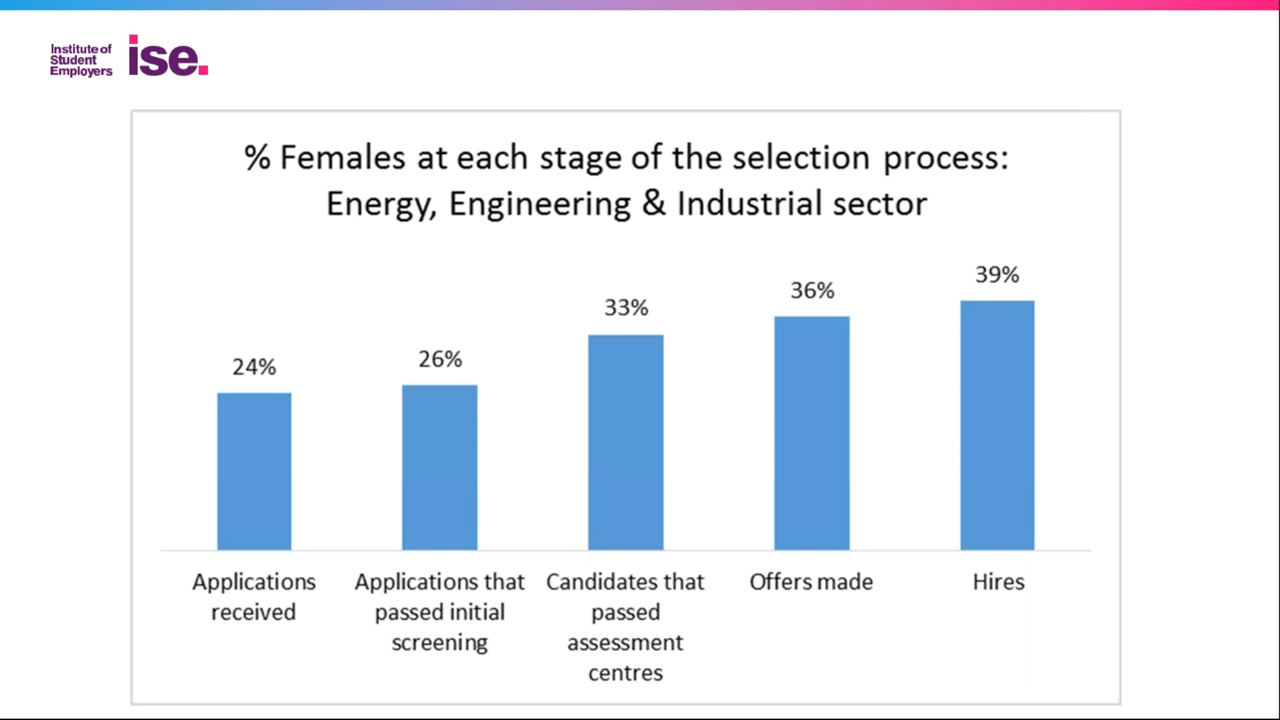 Institute of
Student
Employers
ise.
% Females at each stage of the selection process:
Energy, Engineering & Industrial sector
24%
26%
33%
36%
39%
Applications
received
Applications that
passed initial
screening
Candidates that
passed
assessment
centres
Offers made
Hires